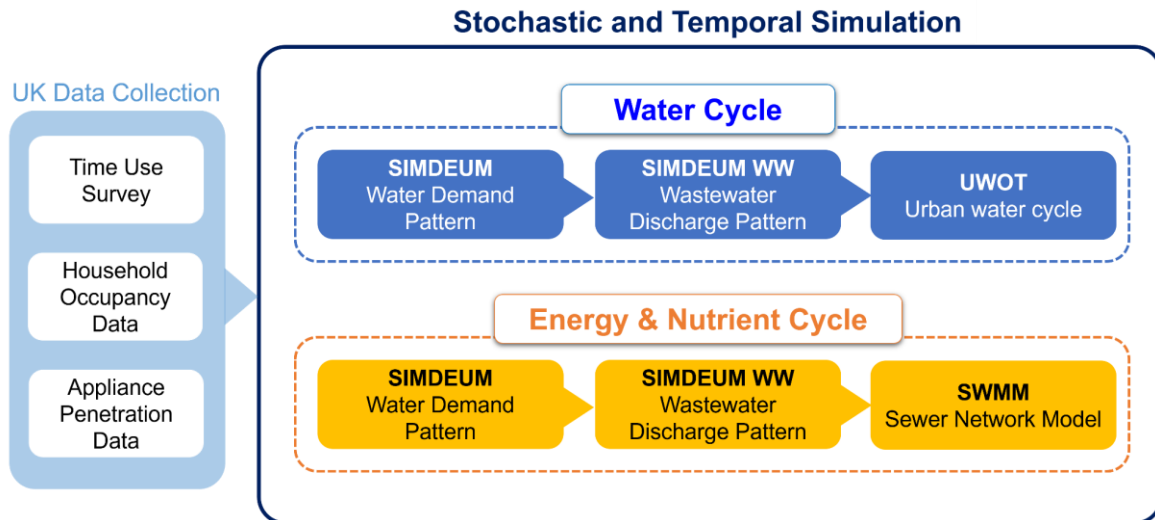 Stochastic and Temporal Simulation
UK Data Collection
Time Use
Survey
Household
Occupancy
Data
Appliance
Penetration
Data
Water Cycle
SIMDEUM
Water Demand
Pattern
SIMDEUM WW
Wastewater
Discharge Pattern
UWOT
Urban water cycle
Energy & Nutrient Cycle
SIMDEUM
Water Demand
Pattern
SIMDEUM WW
Wastewater
Discharge Pattern
SWMM
Sewer Network Model